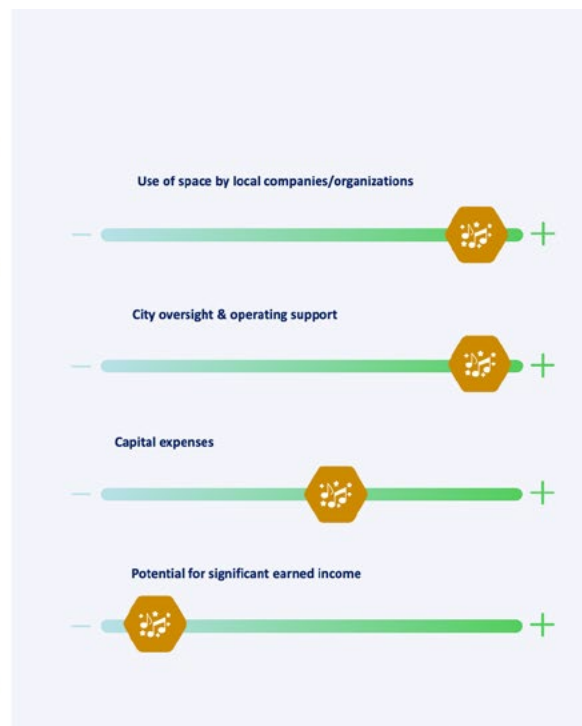 Use of space by local companies/organizations
City oversight & operating support
Capital expenses
Potential for significant earned income